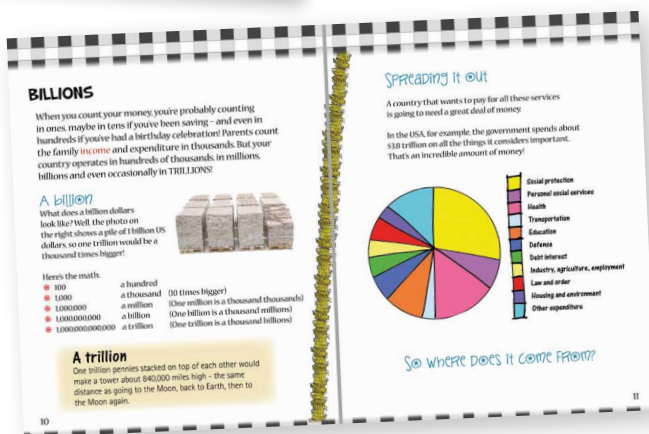 BILLIONS
When you count your money, you're probably counting
in ones, maybe in tens if you've been saving – and even in
hundreds if you've had a birthday celebration! Parents count
the family income and expenditure in thousands. But your
country operates in hundreds of thousands, in millions,
billions and even occasionally in TRILLIONS!
A billion
What does a billion dollars
look like? Well, the photo on
the right shows a pile of 1 billion US
dollars, so one trillion would be a
thousand times bigger!
Here's the math:
100 a hundred
1,000 a thousand (10 times bigger)
1,000,000 a million (One million is a thousand thousands)
1,000,000,000 a billion (One billion is a thousand millions)
1,000,000,000,000 a trillion (One trillion is a thousand billions)
A trillion
One trillion pennies stacked on top of each other would
make a tower about 840,000 miles high – the same
distance as going to the Moon, back to Earth, then to
the Moon again.
10
Spreading it out
A country that wants to pay for all these services
is going to need a great deal of money.
In the USA, for example, the government spends about
$3.8 trillion on all the things it considers important.
That's an incredible amount of money!
Social protection
Personal social services
Health
Transportation
Education
Defence
Debt interest
Industry, agriculture, employment
Law and order
Housing and environment
Other expenditure
So where does it come from?
11